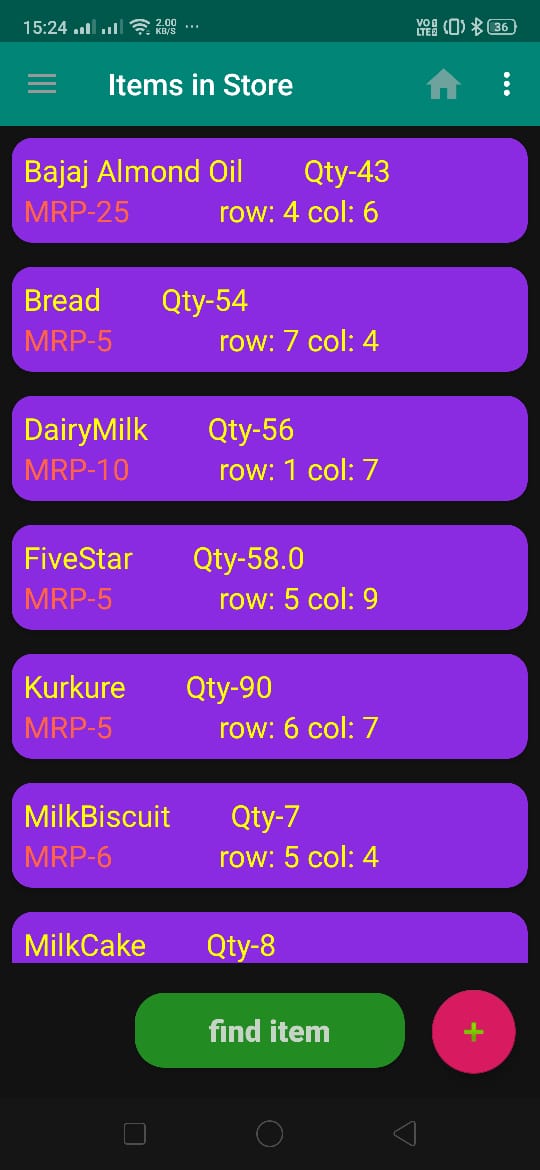 15:24 2.00 KB/S ... VO LTE 36
Items in Store
Bajaj Almond Oil Qty-43
MRP-25 row: 4 col: 6
Bread Qty-54
MRP-5 row: 7 col: 4
DairyMilk Qty-56
MRP-10 row: 1 col: 7
FiveStar Qty-58.0
MRP-5 row: 5 col: 9
Kurkure Qty-90
MRP-5 row: 6 col: 7
MilkBiscuit Qty-7
MRP-6 row: 5 col: 4
MilkCake Qty-8
find item +